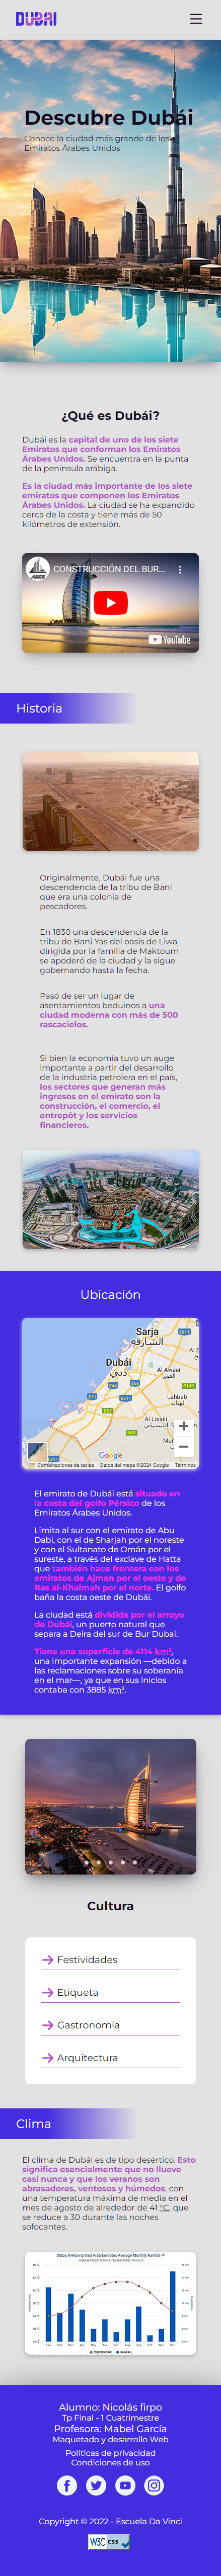 DUBÁI
Descubre Dubái
Conoce la ciudad más grande de los
Emiratos Árabes Unidos
¿Qué es Dubái?
Dubái es la capital de uno de los siete
Emiratos que conforman los Emiratos
Árabes Unidos. Se encuentra en la punta
de la península arábiga.
Es la ciudad más importante de los siete
emiratos que componen los Emiratos
Árabes Unidos. La ciudad se ha expandido
cerca de la costa y tiene más de 50
kilómetros de extensión.
CONSTRUCCIÓN DEL BUR...
YouTube
Historia
Originalmente, Dubái fue una
descendencia de la tribu de Bani
que era una colonia de
pescadores.
En 1830 una descendencia de la
tribu de Bani Yas del oasis de Liwa
dirigida por la familia de Maktoum
se apoderó de la ciudad y la sigue
gobernando hasta la fecha.
Pasó de ser un lugar de
asentamientos beduinos a una
ciudad moderna con más de 500
rascacielos.
Si bien la economía tuvo un auge
importante a partir del desarrollo
de la industria petrolera en el país,
los sectores que generan más
ingresos en el emirato son la
construcción, el comercio, el
entrepôt y los servicios
financieros.
Ubicación
Sarja
الشارقة
Dubái
دبي
Al Aweer
العوير
Lahbab
لهباب
Al Lisaili
Google
Combinaciones de teclas
Datos del mapa ©2024 Google
Términos
El emirato de Dubái está situado en
la costa del golfo Pérsico de los
Emiratos Árabes Unidos.
Limita al sur con el emirato de Abu
Dabi, con el de Sharjah por el noreste
y con el Sultanato de Omán por el
sureste, a través del exclave de Hatta
que también hace frontera con los
emiratos de Ajman por el oeste y de
Ras al-Khaimah por el norte. El golfo
baña la costa oeste de Dubái.
La ciudad está dividida por el arroyo
de Dubái, un puerto natural que
separa a Deira del sur de Bur Dubai.
Tiene una superficie de 4114 km²,
una importante expansión —debido a
las reclamaciones sobre su soberanía
en el mar—, ya que en sus inicios
contaba con 3885 km².
Cultura
Festividades
Etiqueta
Gastronomía
Arquitectura
Clima
El clima de Dubái es de tipo desértico. Esto
significa esencialmente que no llueve
casi nunca y que los veranos son
abrasadores, ventosos y húmedos, con
una temperatura máxima de media en el
mes de agosto de alrededor de 41 °C, que
se reduce a 30 durante las noches
sofocantes.
Alumno: Nicolás firpo
Tp Final - 1 Cuatrimestre
Profesora: Mabel García
Maquetado y desarrollo Web
Políticas de privacidad
Condiciones de uso
Copyright © 2022 - Escuela Da Vinci
W3C css